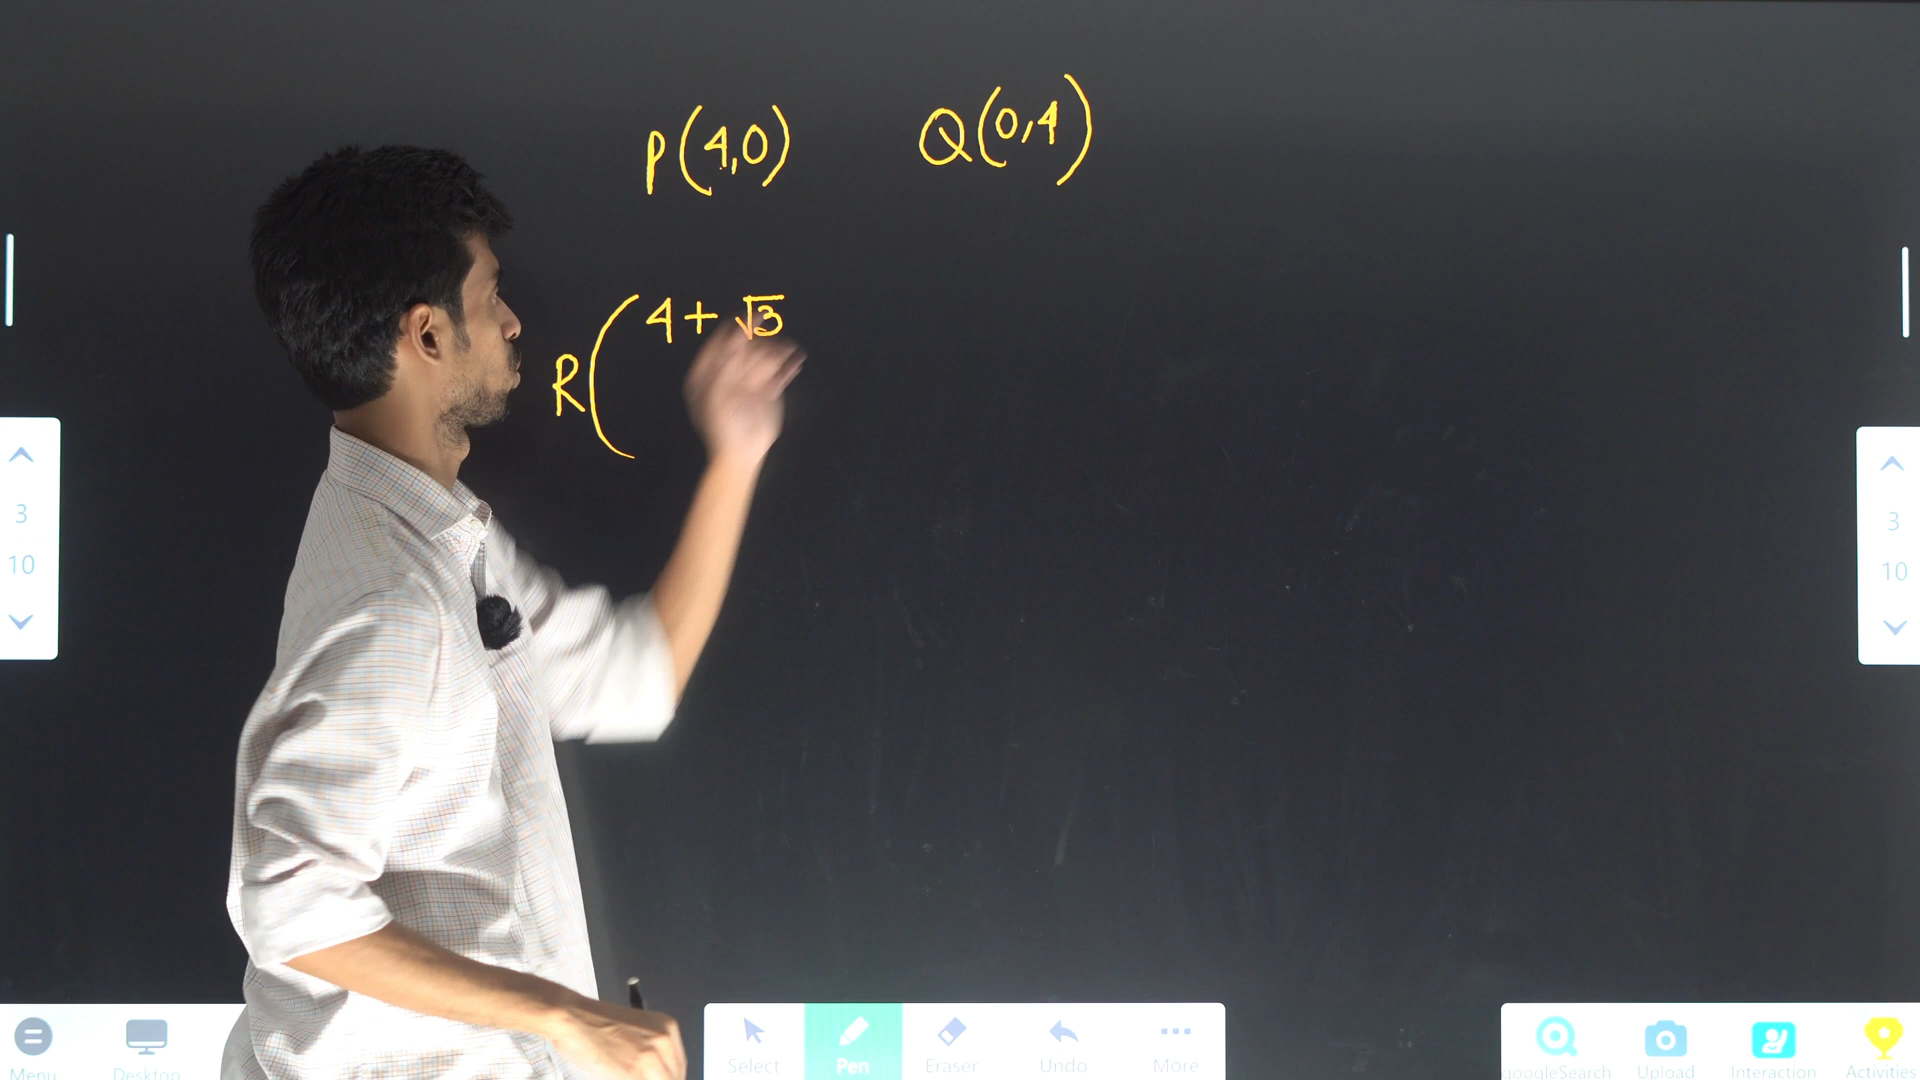 P(4,0) Q(0,4)
R(4+√3
3
10
3
10
Menu Desktop Select Pen Eraser Undo More googleSearch Upload Interaction Activities